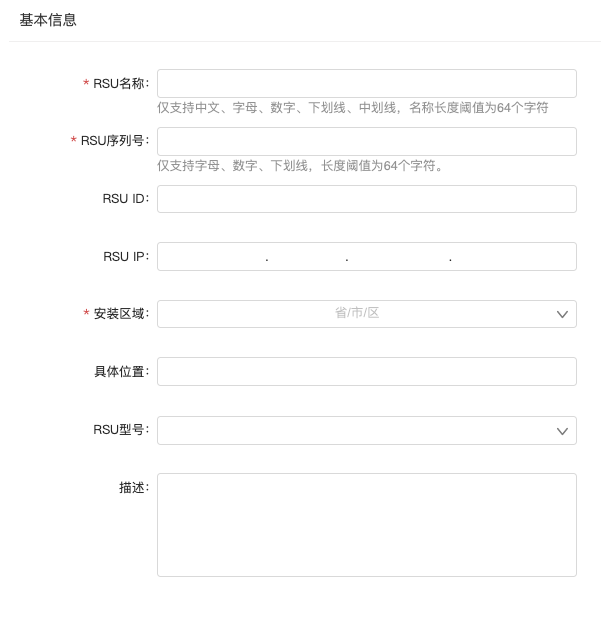 基本信息
* RSU名称:
仅支持中文、字母、数字、下划线、中划线，名称长度阈值为64个字符
* RSU序列号:
仅支持字母、数字、下划线，长度阈值为64个字符。
RSU ID:
RSU IP: . . .
* 安装区域: 省/市/区
具体位置:
RSU型号:
描述: